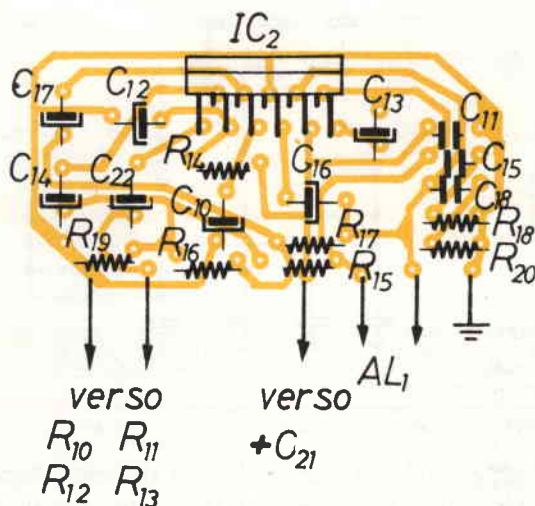 IC2
C17 C12 C13 C11
R14 C15
C14 C22 C16 C18
C10 R17 R18
R19 R16 R15 R20
AL1
verso verso
R10 R11 +C21
R12 R13